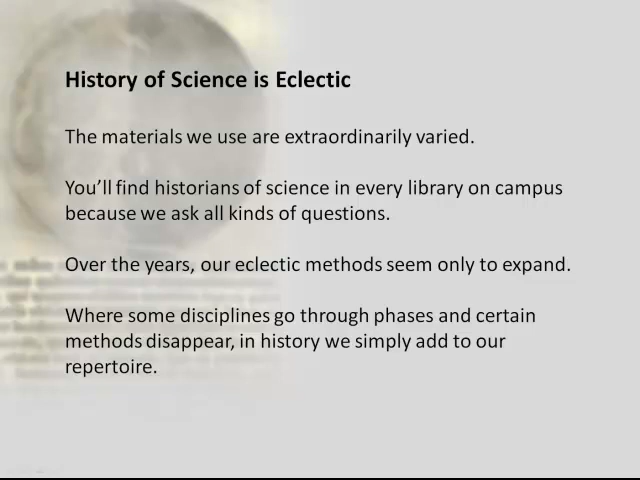 History of Science is Eclectic
The materials we use are extraordinarily varied.
You'll find historians of science in every library on campus
because we ask all kinds of questions.
Over the years, our eclectic methods seem only to expand.
Where some disciplines go through phases and certain
methods disappear, in history we simply add to our
repertoire.